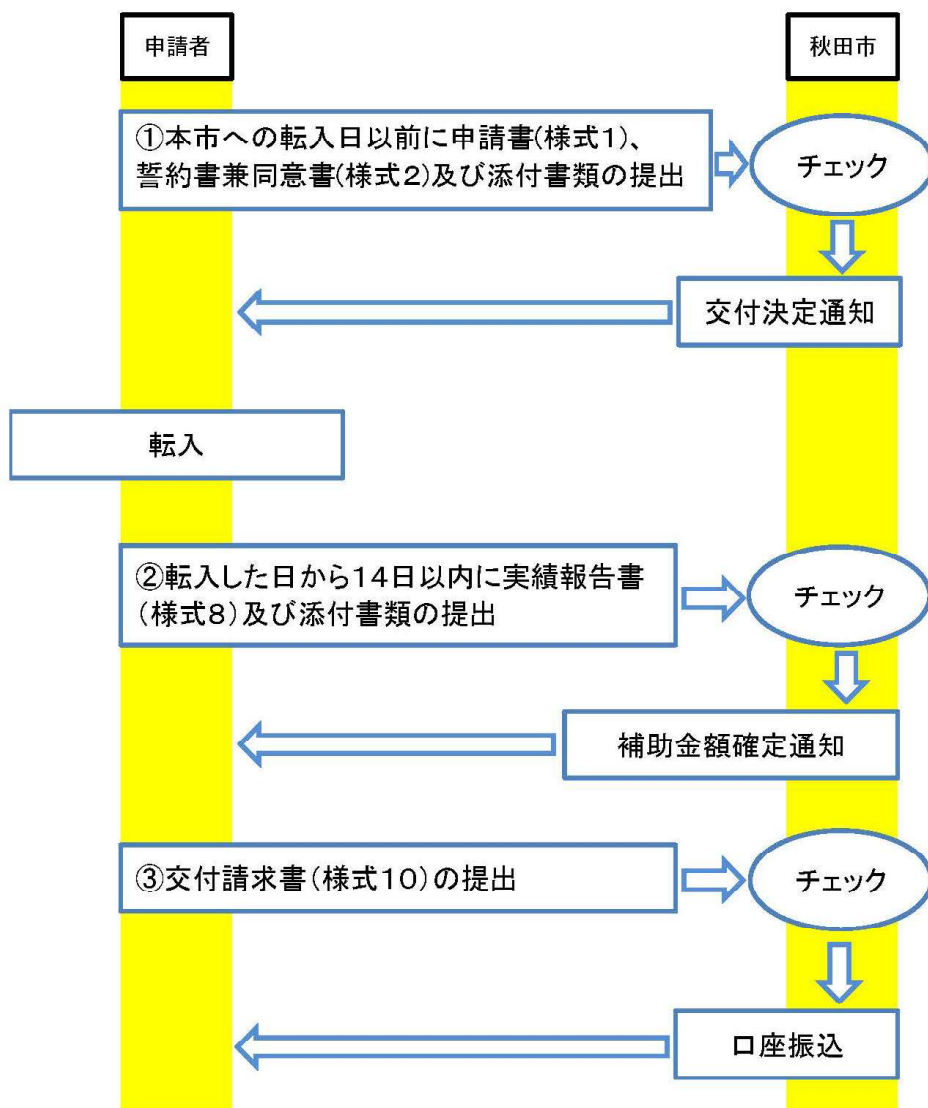 申請者
秋田市
①本市への転入日以前に申請書(様式1)、
誓約書兼同意書(様式2)及び添付書類の提出
チェック
交付決定通知
転入
②転入した日から14日以内に実績報告書
(様式8)及び添付書類の提出
チェック
補助金額確定通知
③交付請求書(様式10)の提出
チェック
口座振込